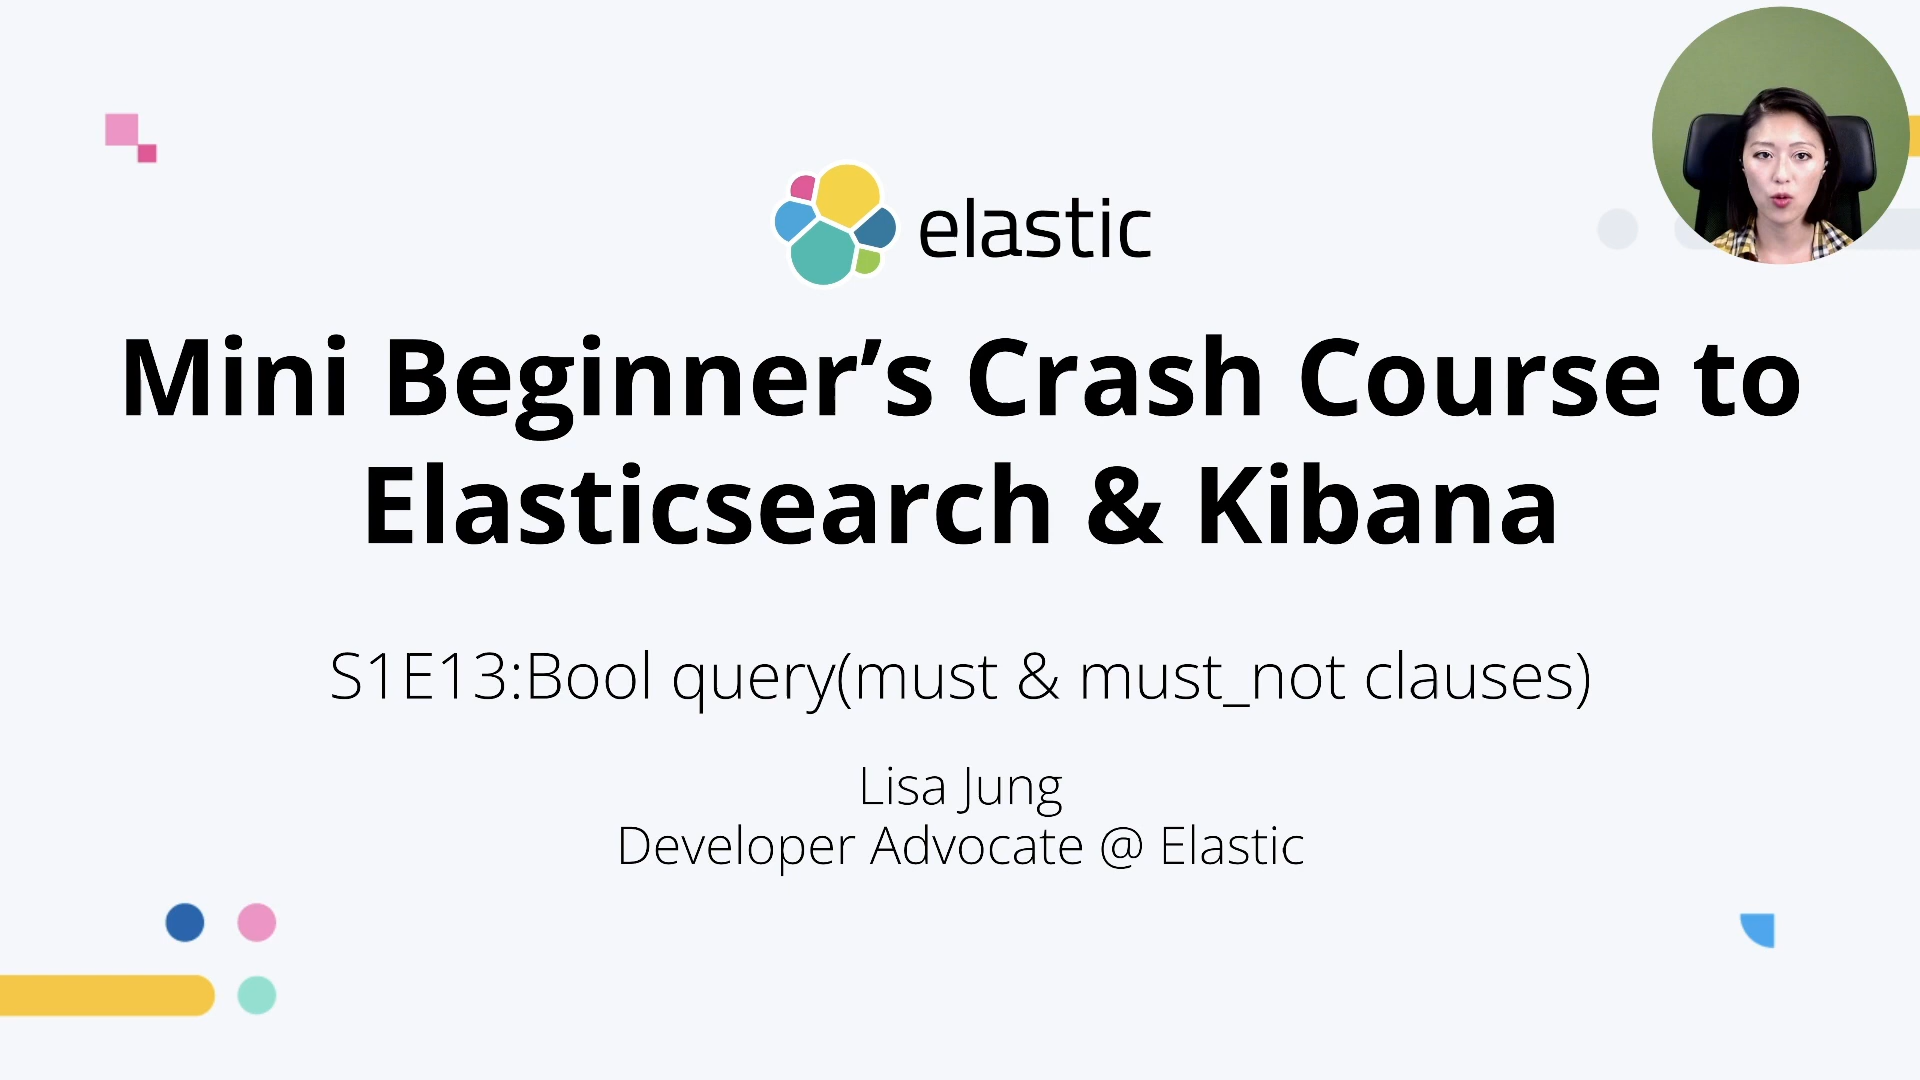 elastic
Mini Beginner’s Crash Course to
Elasticsearch & Kibana
S1E13:Bool query(must & must_not clauses)
Lisa Jung
Developer Advocate @ Elastic